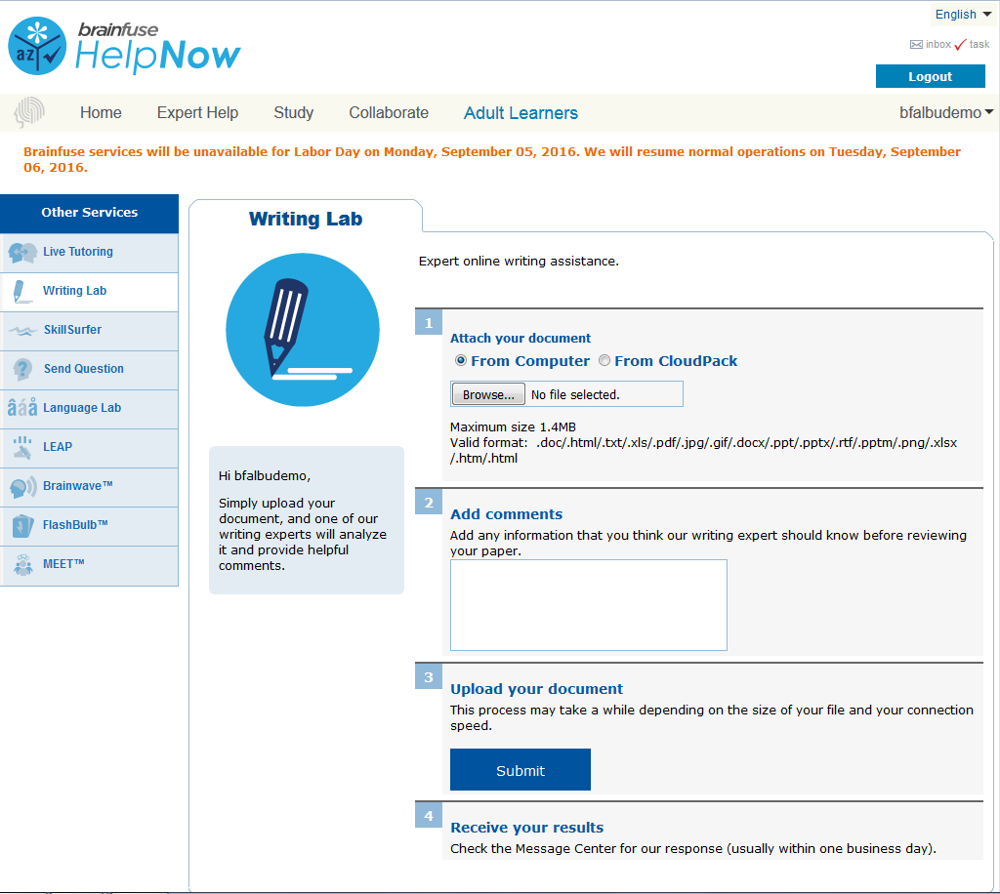 English
brainfuse
HelpNow
az
inbox task
Logout
Home Expert Help Study Collaborate Adult Learners bfalbudemo
Brainfuse services will be unavailable for Labor Day on Monday, September 05, 2016. We will resume normal operations on Tuesday, September
06, 2016.
Other Services
Live Tutoring
Writing Lab
SkillSurfer
?
Send Question
âáå
Language Lab
LEAP
Brainwave™
FlashBulb™
MEET™
Writing Lab
Hi bfalbudemo,
Simply upload your
document, and one of our
writing experts will analyze
it and provide helpful
comments.
Expert online writing assistance.
1
Attach your document
From Computer From CloudPack
Browse... No file selected.
Maximum size 1.4MB
Valid format: .doc/.html/.txt/.xls/.pdf/.jpg/.gif/.docx/.ppt/.pptx/.rtf/.pptm/.png/.xlsx
/.htm/.html
2
Add comments
Add any information that you think our writing expert should know before reviewing
your paper.
3
Upload your document
This process may take a while depending on the size of your file and your connection
speed.
Submit
4
Receive your results
Check the Message Center for our response (usually within one business day).